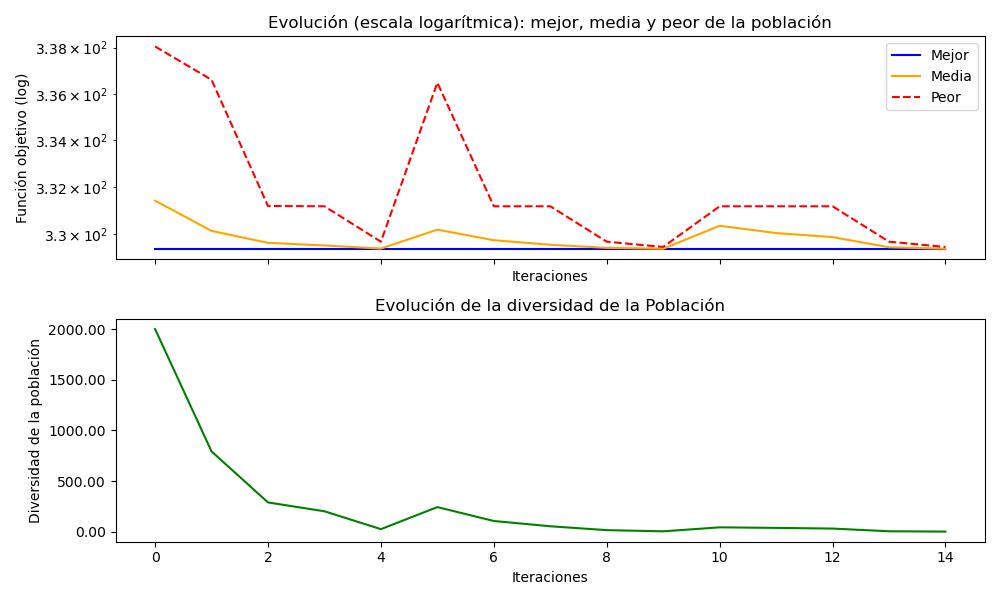 Evolución (escala logarítmica): mejor, media y peor de la población
Función objetivo (log)
3.38 × 10²
3.36 × 10²
3.34 × 10²
3.32 × 10²
3.3 × 10²
Mejor
Media
Peor
Iteraciones
Evolución de la diversidad de la Población
Diversidad de la población
2000.00
1500.00
1000.00
500.00
0.00
0 2 4 6 8 10 12 14
Iteraciones